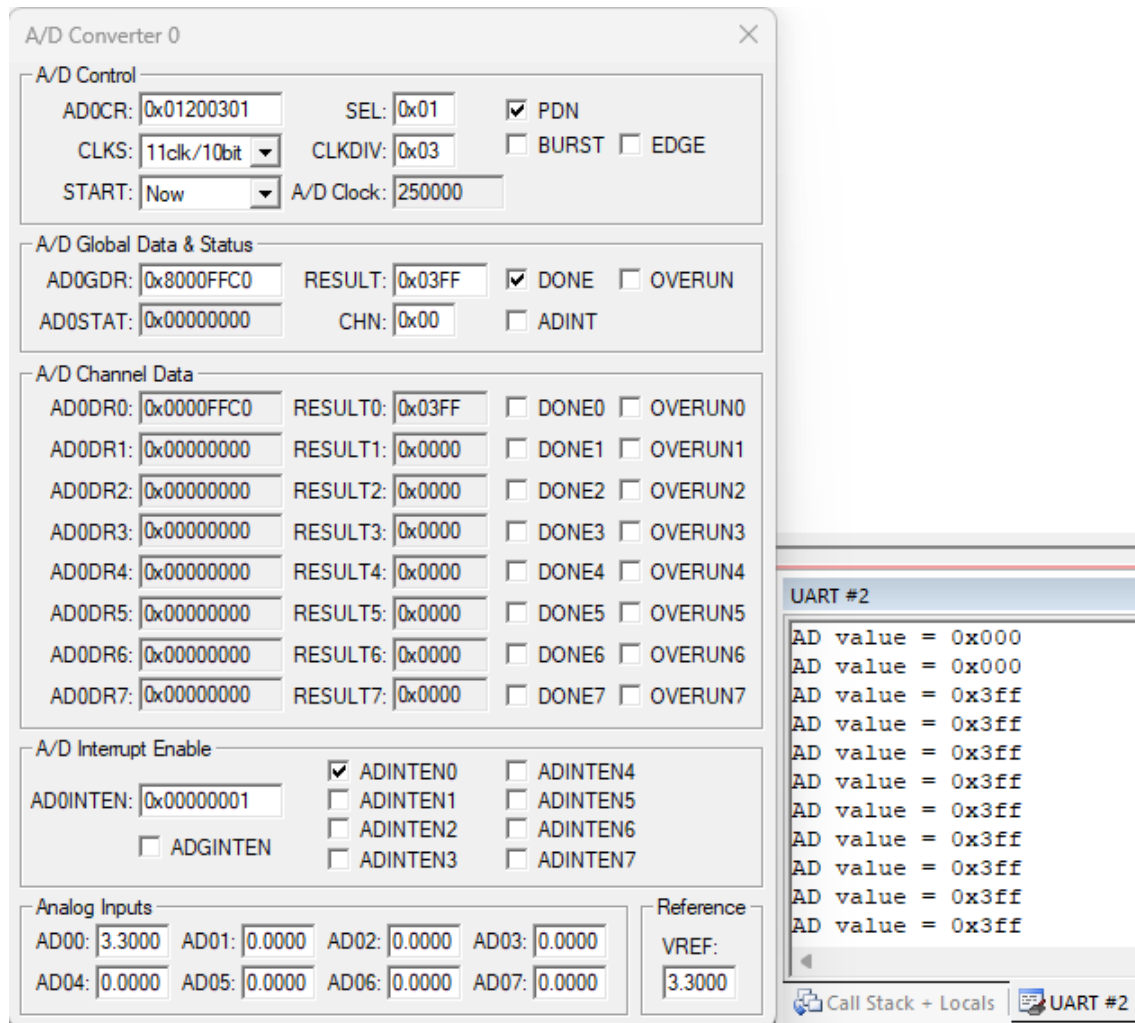 A/D Converter 0
A/D Control
AD0CR: 0x01200301 SEL: 0x01 PDN
CLKS: 11clk/10bit CLKDIV: 0x03 BURST EDGE
START: Now A/D Clock: 250000
A/D Global Data & Status
AD0GDR: 0x8000FFC0 RESULT: 0x03FF DONE OVERUN
AD0STAT: 0x00000000 CHN: 0x00 ADINT
A/D Channel Data
AD0DR0: 0x0000FFC0 RESULT0: 0x03FF DONE0 OVERUN0
AD0DR1: 0x00000000 RESULT1: 0x0000 DONE1 OVERUN1
AD0DR2: 0x00000000 RESULT2: 0x0000 DONE2 OVERUN2
AD0DR3: 0x00000000 RESULT3: 0x0000 DONE3 OVERUN3
AD0DR4: 0x00000000 RESULT4: 0x0000 DONE4 OVERUN4
AD0DR5: 0x00000000 RESULT5: 0x0000 DONE5 OVERUN5
AD0DR6: 0x00000000 RESULT6: 0x0000 DONE6 OVERUN6
AD0DR7: 0x00000000 RESULT7: 0x0000 DONE7 OVERUN7
A/D Interrupt Enable
AD0INTEN: 0x00000001
ADGINTEN
ADINTEN0 ADINTEN4
ADINTEN1 ADINTEN5
ADINTEN2 ADINTEN6
ADINTEN3 ADINTEN7
Analog Inputs
AD00: 3.3000 AD01: 0.0000 AD02: 0.0000 AD03: 0.0000
AD04: 0.0000 AD05: 0.0000 AD06: 0.0000 AD07: 0.0000
Reference
VREF:
3.3000
UART #2
AD value = 0x000
AD value = 0x000
AD value = 0x3ff
AD value = 0x3ff
AD value = 0x3ff
AD value = 0x3ff
AD value = 0x3ff
AD value = 0x3ff
AD value = 0x3ff
AD value = 0x3ff
AD value = 0x3ff
Call Stack + Locals UART #2